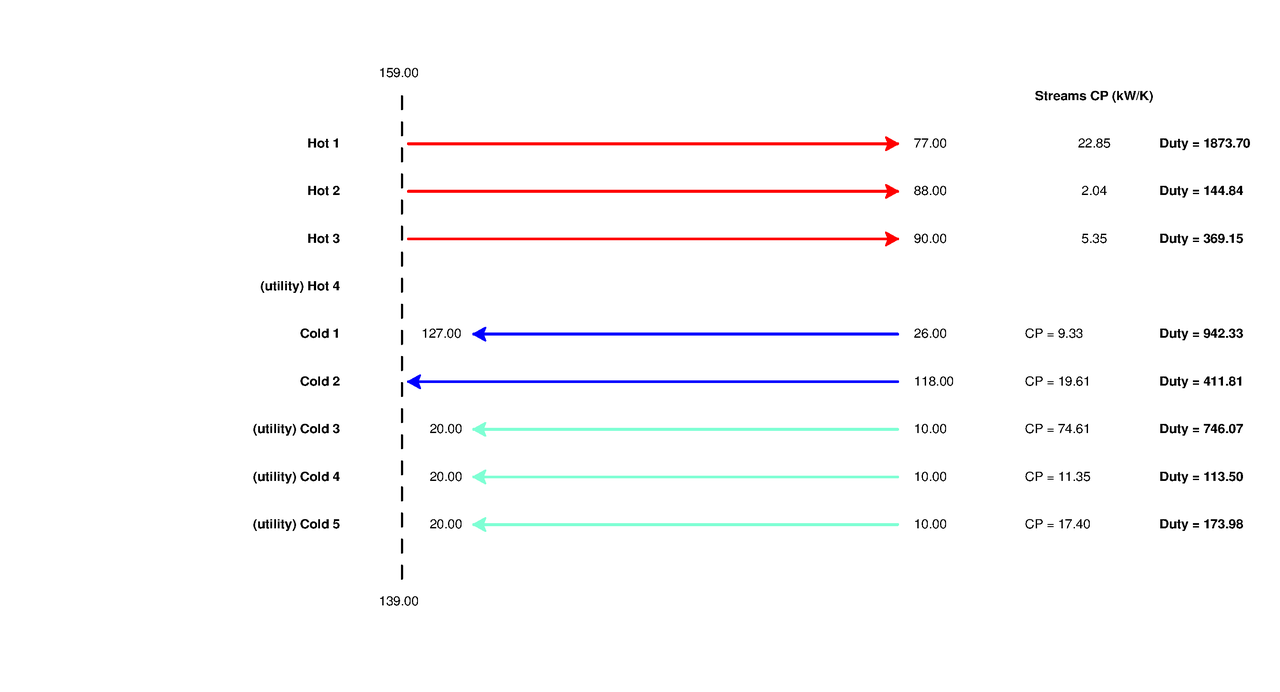 159.00
Streams CP (kW/K)
Hot 1 77.00 22.85 Duty = 1873.70
Hot 2 88.00 2.04 Duty = 144.84
Hot 3 90.00 5.35 Duty = 369.15
(utility) Hot 4
Cold 1 127.00 26.00 CP = 9.33 Duty = 942.33
Cold 2 118.00 CP = 19.61 Duty = 411.81
(utility) Cold 3 20.00 10.00 CP = 74.61 Duty = 746.07
(utility) Cold 4 20.00 10.00 CP = 11.35 Duty = 113.50
(utility) Cold 5 20.00 10.00 CP = 17.40 Duty = 173.98
139.00